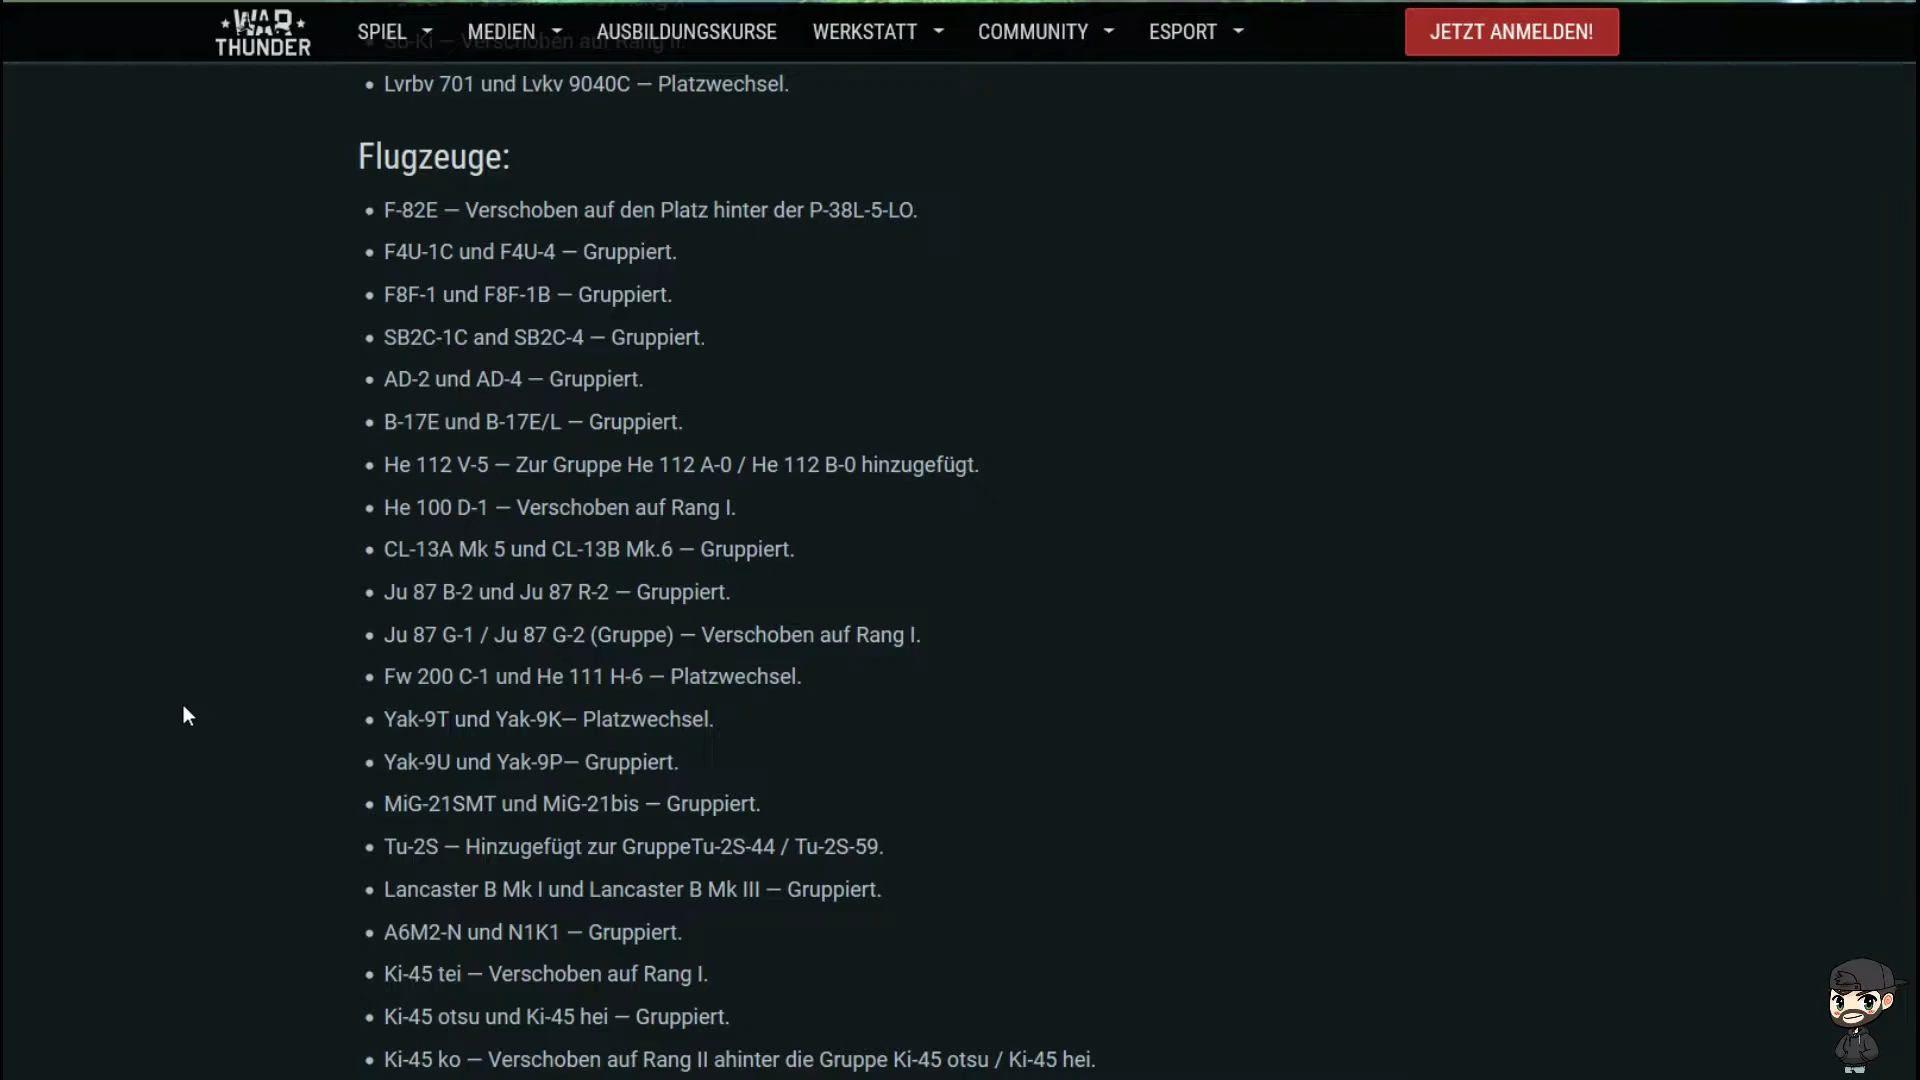 WAR THUNDER
SPIEL
MEDIEN
AUSBILDUNGSKURSE
WERKSTATT
COMMUNITY
ESPORT
JETZT ANMELDEN!
So-Ki — Verschoben auf Rang II.
• Lvrbv 701 und Lvkv 9040C — Platzwechsel.
Flugzeuge:
• F-82E — Verschoben auf den Platz hinter der P-38L-5-LO.
• F4U-1C und F4U-4 — Gruppiert.
• F8F-1 und F8F-1B — Gruppiert.
• SB2C-1C and SB2C-4 — Gruppiert.
• AD-2 und AD-4 — Gruppiert.
• B-17E und B-17E/L — Gruppiert.
• He 112 V-5 — Zur Gruppe He 112 A-0 / He 112 B-0 hinzugefügt.
• He 100 D-1 — Verschoben auf Rang I.
• CL-13A Mk 5 und CL-13B Mk.6 — Gruppiert.
• Ju 87 B-2 und Ju 87 R-2 — Gruppiert.
• Ju 87 G-1 / Ju 87 G-2 (Gruppe) — Verschoben auf Rang I.
• Fw 200 C-1 und He 111 H-6 — Platzwechsel.
• Yak-9T und Yak-9K— Platzwechsel.
• Yak-9U und Yak-9P— Gruppiert.
• MiG-21SMT und MiG-21bis — Gruppiert.
• Tu-2S — Hinzugefügt zur GruppeTu-2S-44 / Tu-2S-59.
• Lancaster B Mk I und Lancaster B Mk III — Gruppiert.
• A6M2-N und N1K1 — Gruppiert.
• Ki-45 tei — Verschoben auf Rang I.
• Ki-45 otsu und Ki-45 hei — Gruppiert.
• Ki-45 ko — Verschoben auf Rang II ahinter die Gruppe Ki-45 otsu / Ki-45 hei.